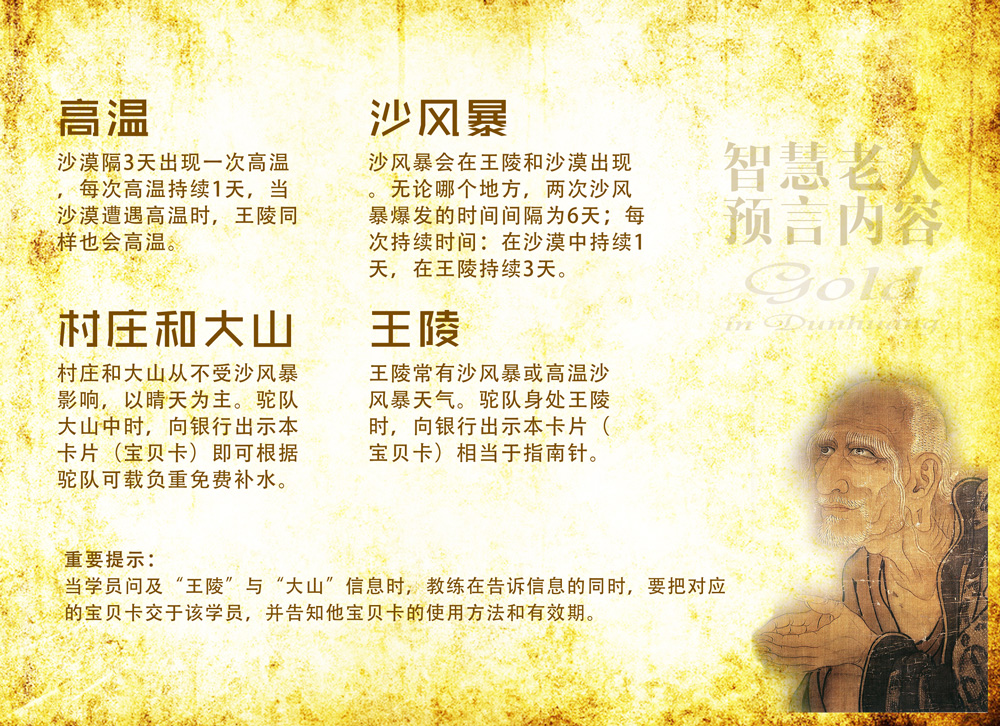 高温
沙漠隔3天出现一次高温
，每次高温持续1天，当
沙漠遭遇高温时，王陵同
样也会高温。
沙风暴
沙风暴会在王陵和沙漠出现
。无论哪个地方，两次沙风
暴爆发的时间间隔为6天；每
次持续时间：在沙漠中持续1
天，在王陵持续3天。
智慧老人
预言内容
Gold
in Dunhuang
村庄和大山
村庄和大山从不受沙风暴
影响，以晴天为主。驼队
大山中时，向银行出示本
卡片（宝贝卡）即可根据
驼队可载负重免费补水。
王陵
王陵常有沙风暴或高温沙
风暴天气。驼队身处王陵
时，向银行出示本卡片（
宝贝卡）相当于指南针。
重要提示：
当学员问及“王陵”与“大山”信息时，教练在告诉信息的同时，要把对应
的宝贝卡交于该学员，并告知他宝贝卡的使用方法和有效期。